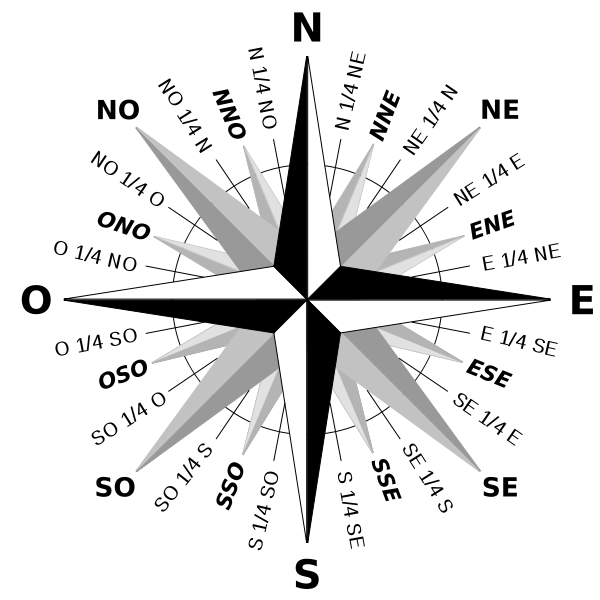 N
N 1/4 NE
NNE
NE 1/4 N
NE
NE 1/4 E
ENE
E 1/4 NE
E
E 1/4 SE
ESE
SE 1/4 E
SE
SE 1/4 S
SSE
S 1/4 SE
S
S 1/4 SO
SSO
SO 1/4 S
SO
SO 1/4 O
OSO
O 1/4 SO
O
O 1/4 NO
ONO
NO 1/4 O
NO
NO 1/4 N
NNO
N 1/4 NO